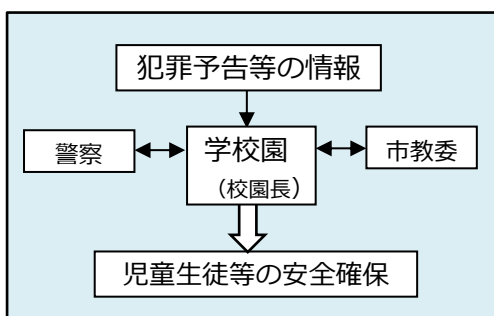 犯罪予告等の情報
警察
学校園
（校園長）
市教委
児童生徒等の安全確保